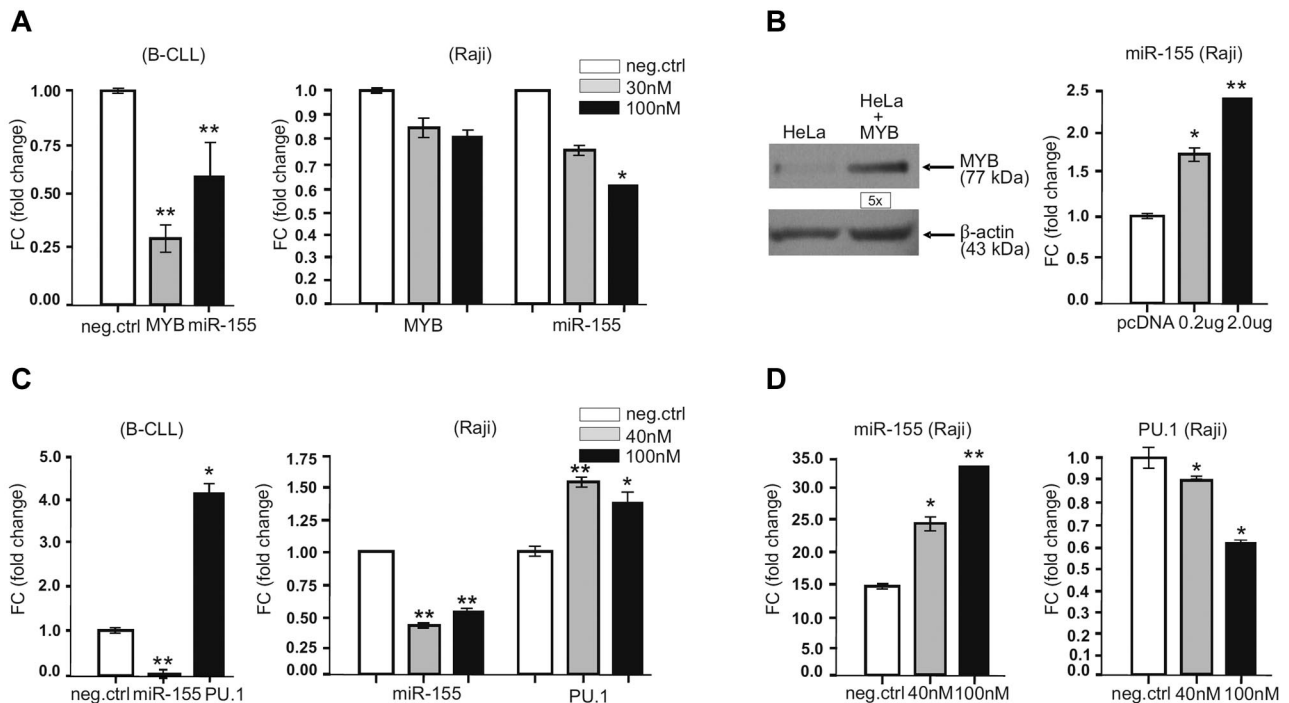 A
(B-CLL)
FC (fold change)
1.00
0.75
0.50
0.25
0.00
**
**
neg.ctrl MYB miR-155
(Raji)
neg.ctrl
30nM
100nM
FC (fold change)
1.0
0.9
0.8
0.7
0.6
0.5
0.4
0.3
0.2
0.0
*
MYB
miR-155
B
HeLa
HeLa
+
MYB
MYB
(77 kDa)
5x
β-actin
(43 kDa)
miR-155 (Raji)
FC (fold change)
2.5
2.0
1.5
1.0
0.5
0.0
*
**
pcDNA 0.2ug 2.0ug
C
(B-CLL)
FC (fold change)
5.0
4.0
3.0
2.0
1.0
0.0
**
*
neg.ctrl miR-155 PU.1
(Raji)
neg.ctrl
40nM
100nM
FC (fold change)
1.75
1.50
1.25
1.00
0.75
0.50
0.25
0.00
**
**
**
*
miR-155
PU.1
D
miR-155 (Raji)
FC (fold change)
35.0
30.0
25.0
20.0
15.0
10.0
5.0
0.0
*
**
neg.ctrl 40nM 100nM
PU.1 (Raji)
FC (fold change)
1.0
0.9
0.8
0.7
0.6
0.5
0.4
0.3
0.2
0.1
0.0
*
*
neg.ctrl 40nM 100nM